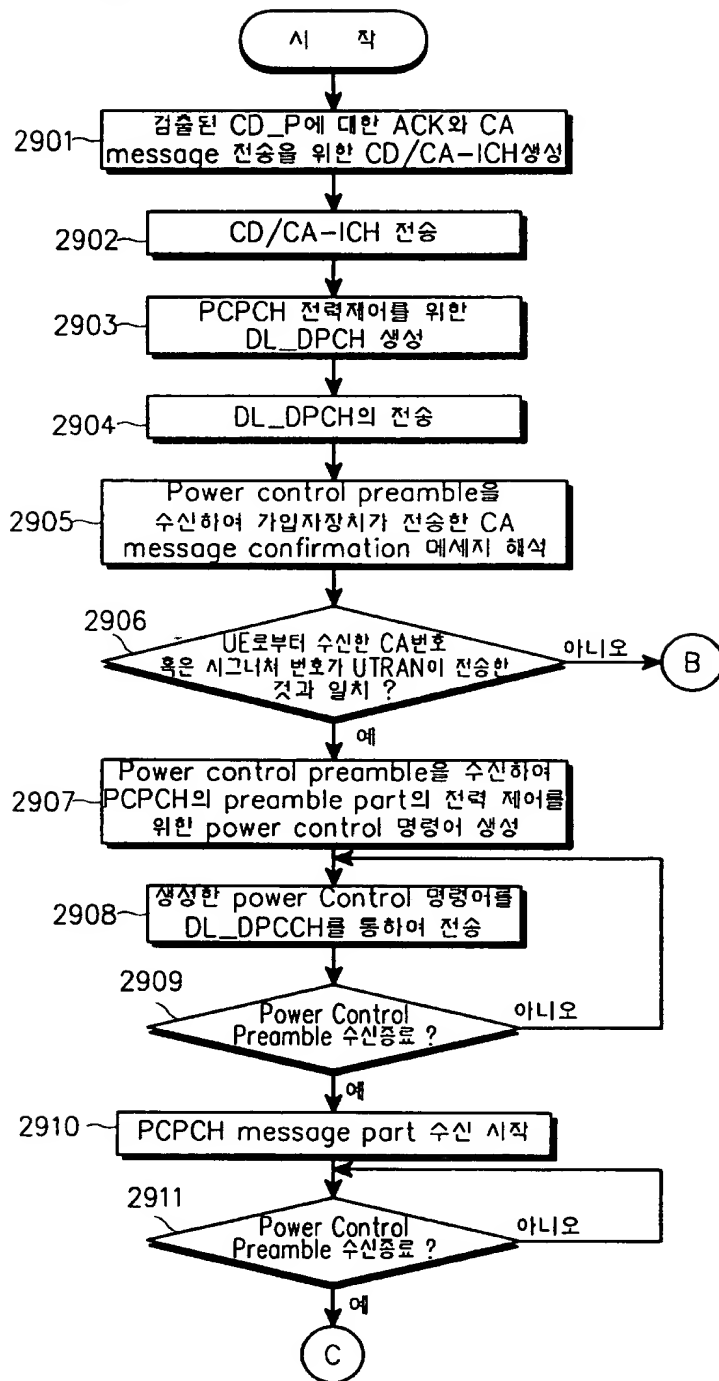 시 작
2901
검출된 CD_P에 대한 ACK와 CA
message 전송을 위한 CD/CA-ICH생성
2902
CD/CA-ICH 전송
2903
PCPCH 전력제어를 위한
DL_DPCH 생성
2904
DL_DPCH의 전송
2905
Power control preamble을
수신하여 가입자장치가 전송한 CA
message confirmation 메세지 해석
2906
UE로부터 수신한 CA번호
혹은 시그너쳐 번호가 UTRAN이 전송한
것과 일치 ?
아니오
B
예
2907
Power control preamble을 수신하여
PCPCH의 preamble part의 전력 제어를
위한 power control 명령어 생성
2908
생성한 power Control 명령어를
DL_DPCCH를 통하여 전송
2909
Power Control
Preamble 수신종료 ?
아니오
예
2910
PCPCH message part 수신 시작
2911
Power Control
Preamble 수신종료 ?
아니오
예
C